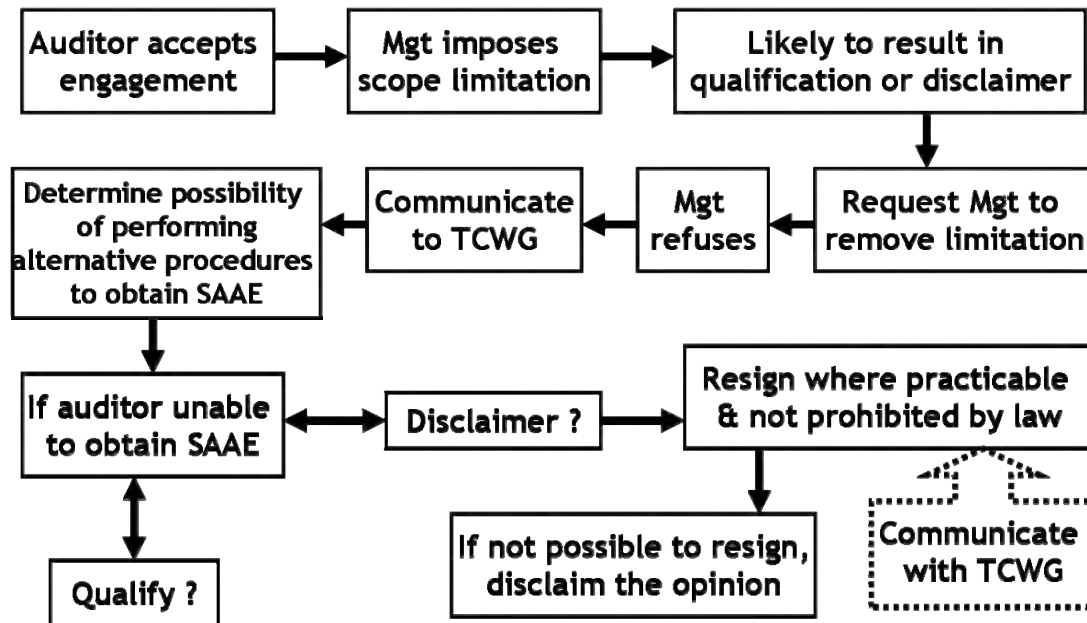 Auditor accepts
engagement
Mgt imposes
scope limitation
Likely to result in
qualification or disclaimer
Request Mgt to
remove limitation
Mgt
refuses
Communicate
to TCWG
Determine possibility
of performing
alternative procedures
to obtain SAAE
If auditor unable
to obtain SAAE
Disclaimer ?
Resign where practicable
& not prohibited by law
Communicate
with TCWG
If not possible to resign,
disclaim the opinion
Qualify ?